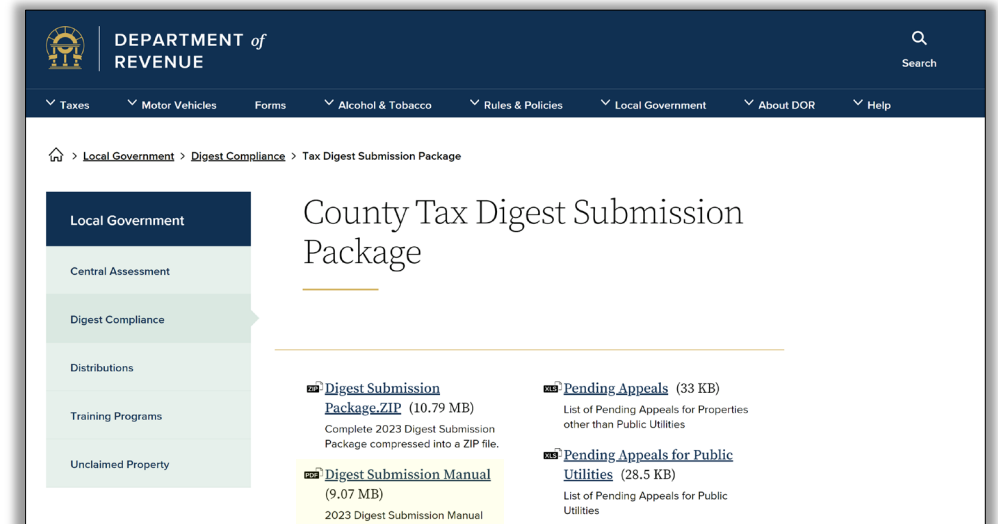 DEPARTMENT of
REVENUE
Search
Taxes
Motor Vehicles
Forms
Alcohol & Tobacco
Rules & Policies
Local Government
About DOR
Help
> Local Government > Digest Compliance > Tax Digest Submission Package
Local Government
Central Assessment
Digest Compliance
Distributions
Training Programs
Unclaimed Property
County Tax Digest Submission
Package
ZIP Digest Submission
Package.ZIP (10.79 MB)
Complete 2023 Digest Submission
Package compressed into a ZIP file.
PDF Digest Submission Manual
(9.07 MB)
2023 Digest Submission Manual
XLS Pending Appeals (33 KB)
List of Pending Appeals for Properties
other than Public Utilities
XLS Pending Appeals for Public
Utilities (28.5 KB)
List of Pending Appeals for Public
Utilities